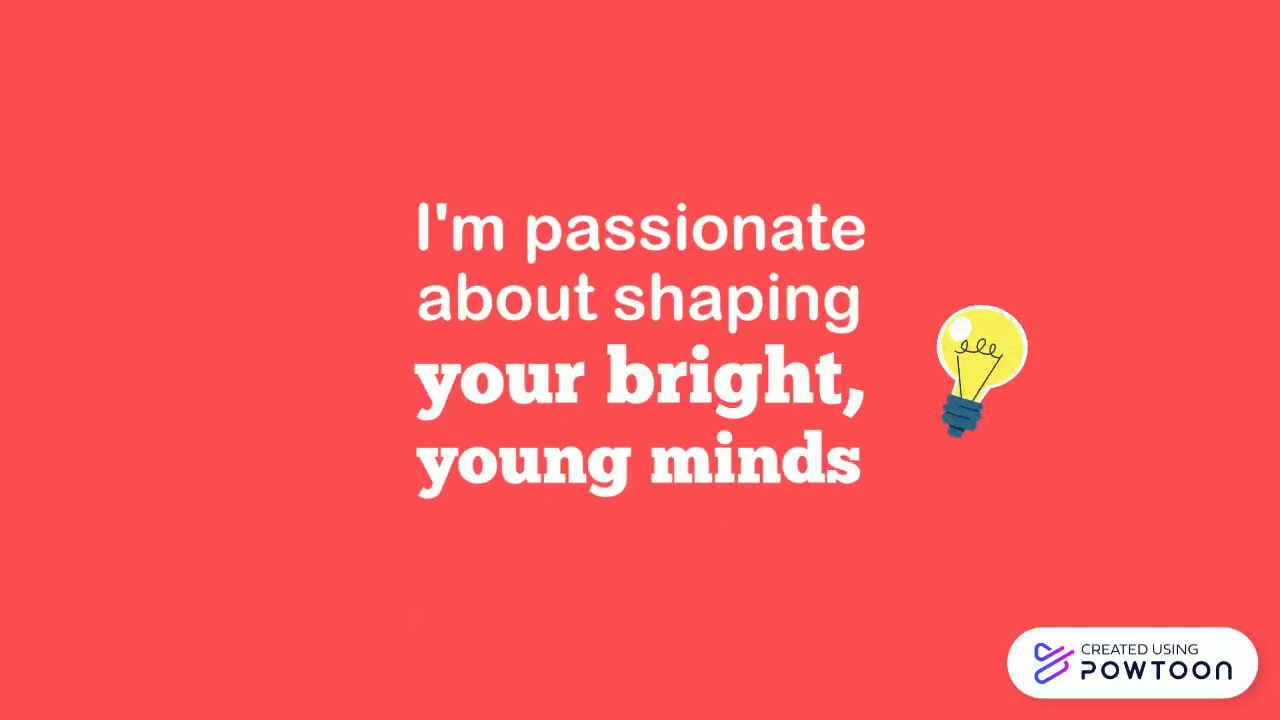 I'm passionate
about shaping
your bright,
young minds
CREATED USING
POWTOON